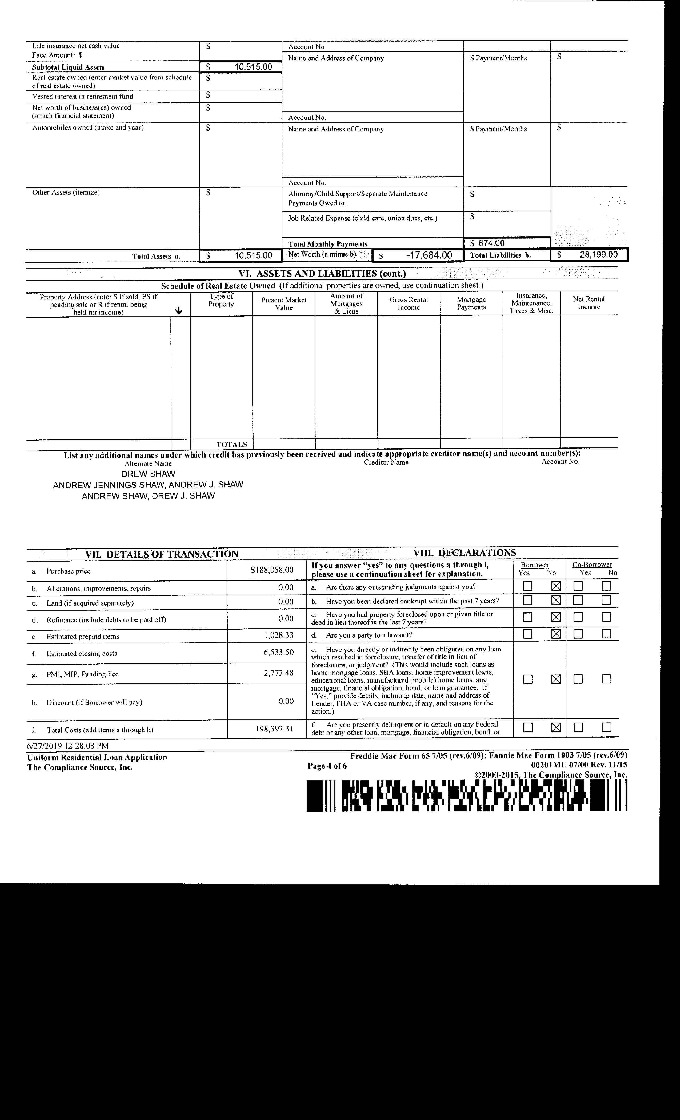 Life insurance net cash value
Face Amount: $
$
Account No.
Subtotal Liquid Assets
$ 10,515.00
Name and Address of Company
$ Payment/Months
$
Real estate owned (enter market value from schedule
of real estate owned)
$
Vested interest in retirement fund
$
Net worth of business(es) owned
(attach financial statement)
$
Account No.
Automobiles owned (make and year)
$
Name and Address of Company
$ Payment/Months
$
Account No.
Other Assets (itemize)
$
Alimony/Child Support/Separate Maintenance
Payments Owed to
$
Job Related Expense (child care, union dues, etc.)
$
Total Monthly Payments
$ 674.00
Total Assets a.
$ 10,515.00
Net Worth (a minus b)
$ -17,684.00
Total Liabilities b.
$ 28,199.00
VI. ASSETS AND LIABILITIES (cont.)
Schedule of Real Estate Owned (If additional properties are owned, use continuation sheet.)
Property Address (enter S if sold, PS if
pending sale or R if rental being
held for income)
Type of
Property
Present Market
Value
Amount of
Mortgages
& Liens
Gross Rental
Income
Mortgage
Payments
Insurance,
Maintenance,
Taxes & Misc.
Net Rental
Income
TOTALS
List any additional names under which credit has previously been received and indicate appropriate creditor name(s) and account number(s):
Alternate Name
Creditor Name
Account No.
DREW SHAW
ANDREW JENNINGS SHAW, ANDREW J. SHAW
ANDREW SHAW, DREW J. SHAW
VII. DETAILS OF TRANSACTION
a. Purchase price
$188,058.00
b. Alterations, improvements, repairs
0.00
c. Land (if acquired separately)
0.00
d. Refinance (include debts to be paid off)
0.00
e. Estimated prepaid items
1,028.33
f. Estimated closing costs
6,533.50
g. PMI, MIP, Funding Fee
2,777.48
h. Discount (if Borrower will pay)
0.00
i. Total Costs (add items a through h)
198,397.31
VIII. DECLARATIONS
If you answer "yes" to any questions a through i,
please use a continuation sheet for explanation.
Borrower
Yes No
Co-Borrower
Yes No
a. Are there any outstanding judgments against you?
b. Have you been declared bankrupt within the past 7 years?
c. Have you had property foreclosed upon or given title or
deed in lieu thereof in the last 7 years?
d. Are you a party to a lawsuit?
e. Have you directly or indirectly been obligated on any loan
which resulted in foreclosure, transfer of title in lieu of
foreclosure, or judgment? (This would include such loans as
home mortgage loans, SBA loans, home improvement loans,
educational loans, manufactured (mobile) home loans, any
mortgage, financial obligation, bond, or loan guarantee. If
"Yes," provide details, including date, name and address of
Lender, FHA or VA case number, if any, and reasons for the
action.)
f. Are you presently delinquent or in default on any Federal
debt or any other loan, mortgage, financial obligation, bond, or
6/27/2019 12:28:03 PM
Uniform Residential Loan Application
The Compliance Source, Inc.
Page 4 of 6
Freddie Mac Form 65 7/05 (rev.6/09); Fannie Mae Form 1003 7/05 (rev.6/09)
00201MU 07/00 Rev. 11/15
©2000-2015, The Compliance Source, Inc.